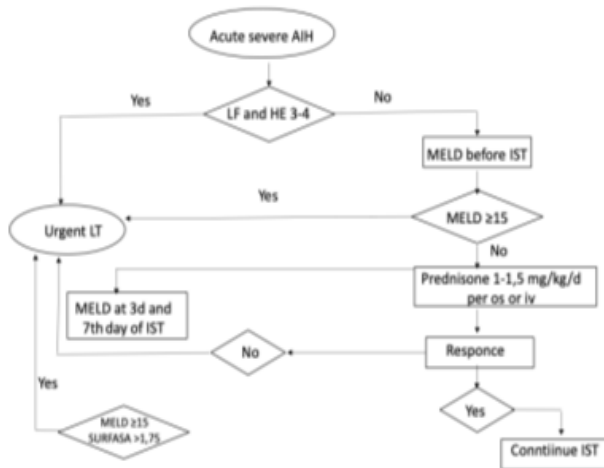 Acute severe AIH
Yes
LF and HE 3-4
No
MELD before IST
Yes
MELD ≥15
Urgent LT
No
Prednisone 1-1,5 mg/kg/d
per os or iv
MELD at 3d and
7th day of IST
No
Responce
Yes
MELD ≥15
SURFASA >1,75
Yes
Conntiinue IST